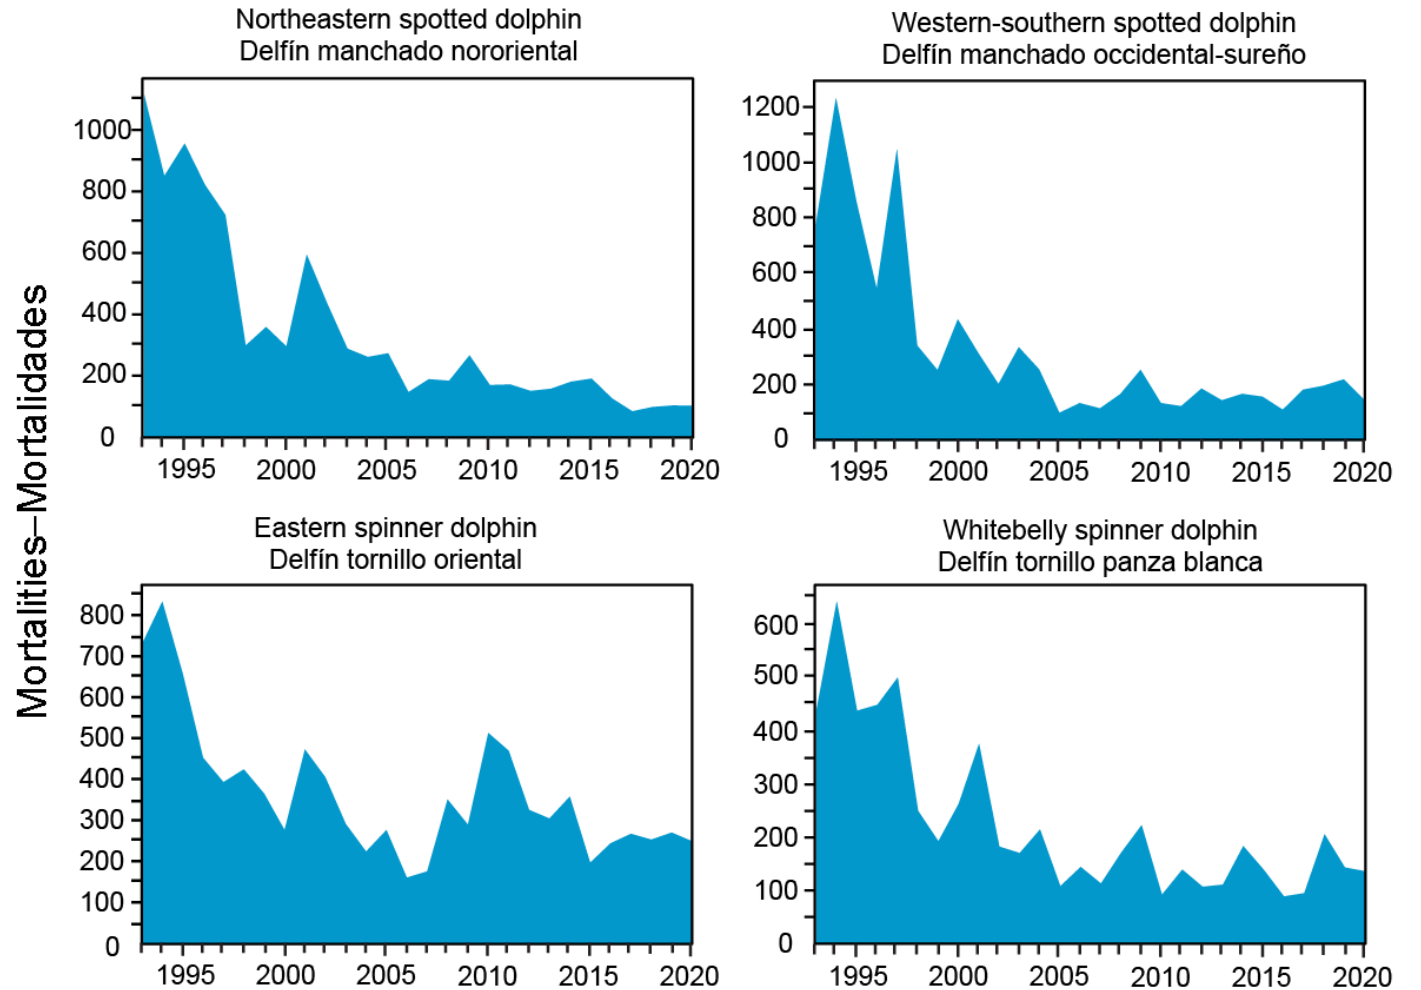 Mortalities–Mortalidades
Northeastern spotted dolphin
Delfín manchado nororiental
1000
800
600
400
200
0
1995 2000 2005 2010 2015 2020
Western-southern spotted dolphin
Delfín manchado occidental-sureño
1200
1000
800
600
400
200
0
1995 2000 2005 2010 2015 2020
Eastern spinner dolphin
Delfín tornillo oriental
800
700
600
500
400
300
200
100
0
1995 2000 2005 2010 2015 2020
Whitebelly spinner dolphin
Delfín tornillo panza blanca
600
500
400
300
200
100
0
1995 2000 2005 2010 2015 2020